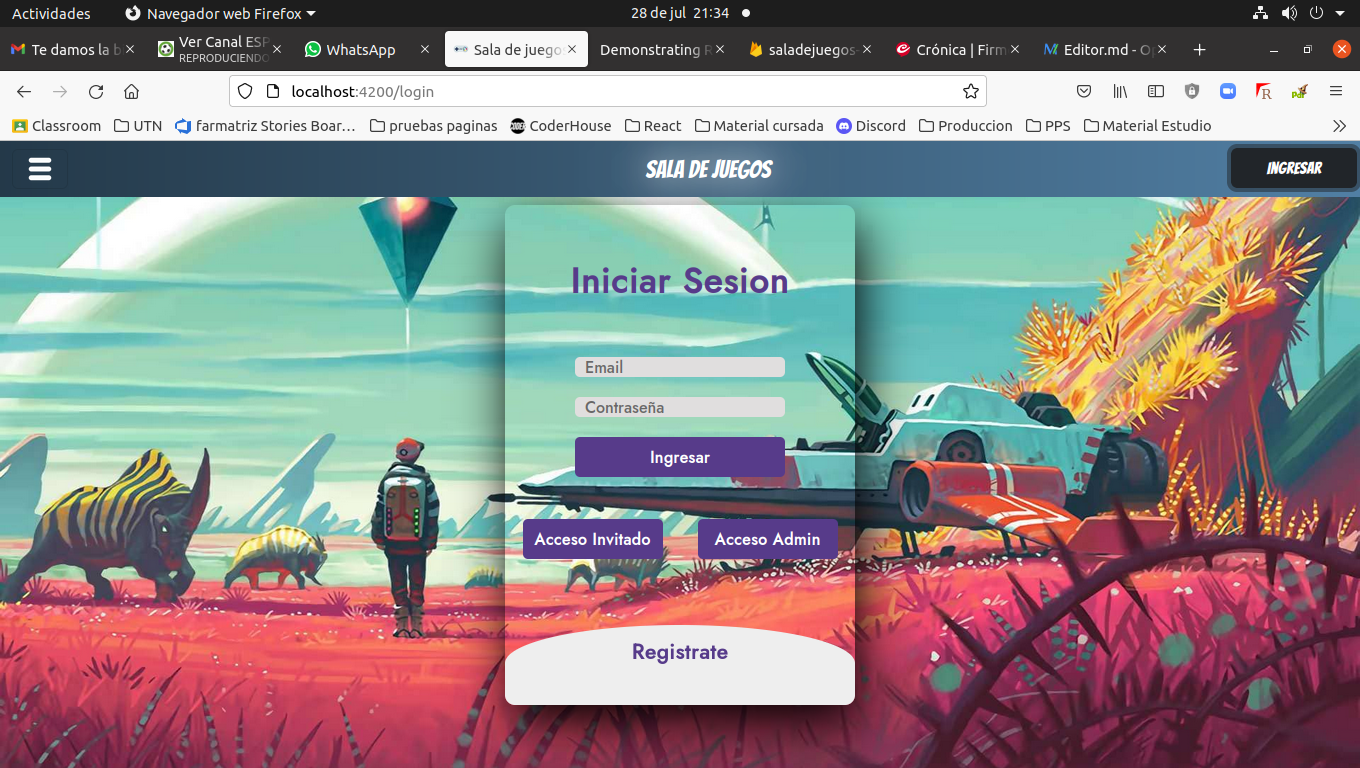 Actividades Navegador web Firefox 28 de jul 21:34
Te damos la b Ver Canal ESP WhatsApp Sala de juego Demonstrating R saladejuegos- Crónica | Firm Editor.md - Op
REPRODUCIENDO
localhost:4200/login
Classroom UTN farmatriz Stories Boar… pruebas paginas CoderHouse React Material cursada Discord Produccion PPS Material Estudio
SALA DE JUEGOS INGRESAR
Iniciar Sesion
Email
Contraseña
Ingresar
Acceso Invitado Acceso Admin
Registrate